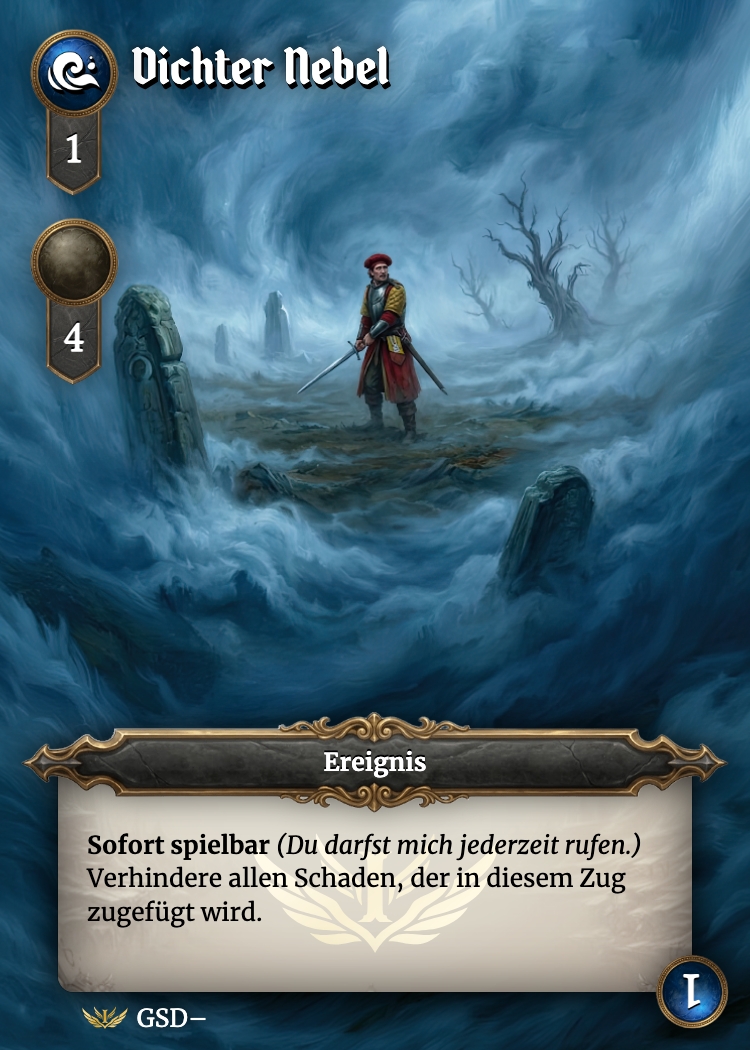 Dichter Nebel
1
4
Ereignis
Sofort spielbar (Du darfst mich jederzeit rufen.)
Verhindere allen Schaden, der in diesem Zug
zugefügt wird.
GSD–
1